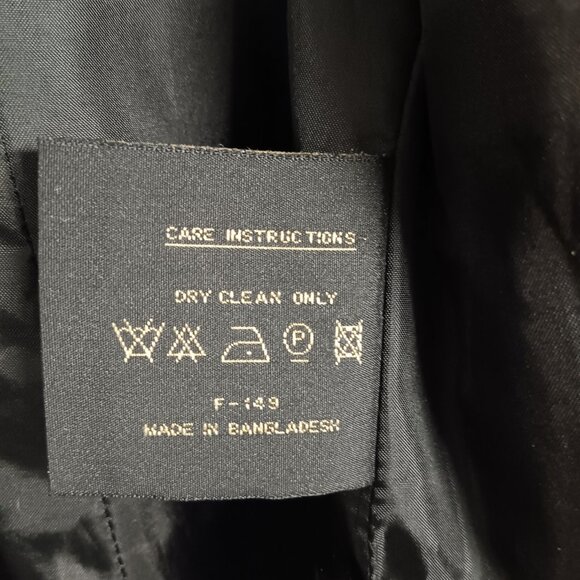 CARE INSTRUCTIONS
DRY CLEAN ONLY
P
F-149
MADE IN BANGLADESH